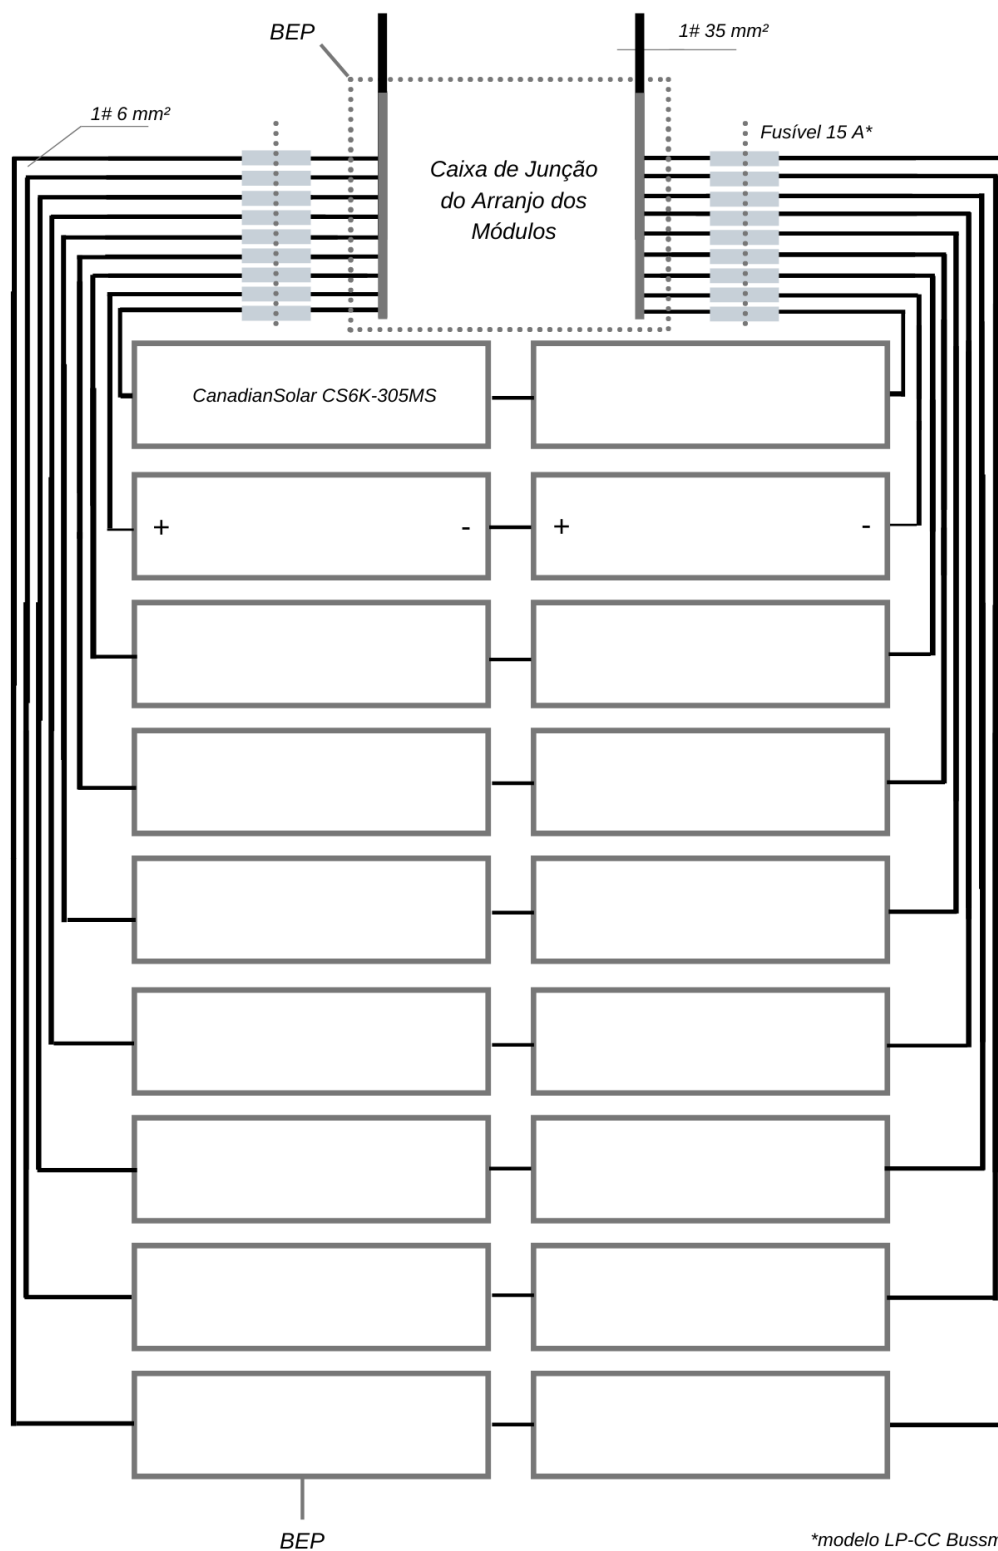 BEP
1# 35 mm²
1# 6 mm²
Fusível 15 A*
Caixa de Junção
do Arranjo dos
Módulos
CanadianSolar CS6K-305MS
+ - + -
BEP
*modelo LP-CC